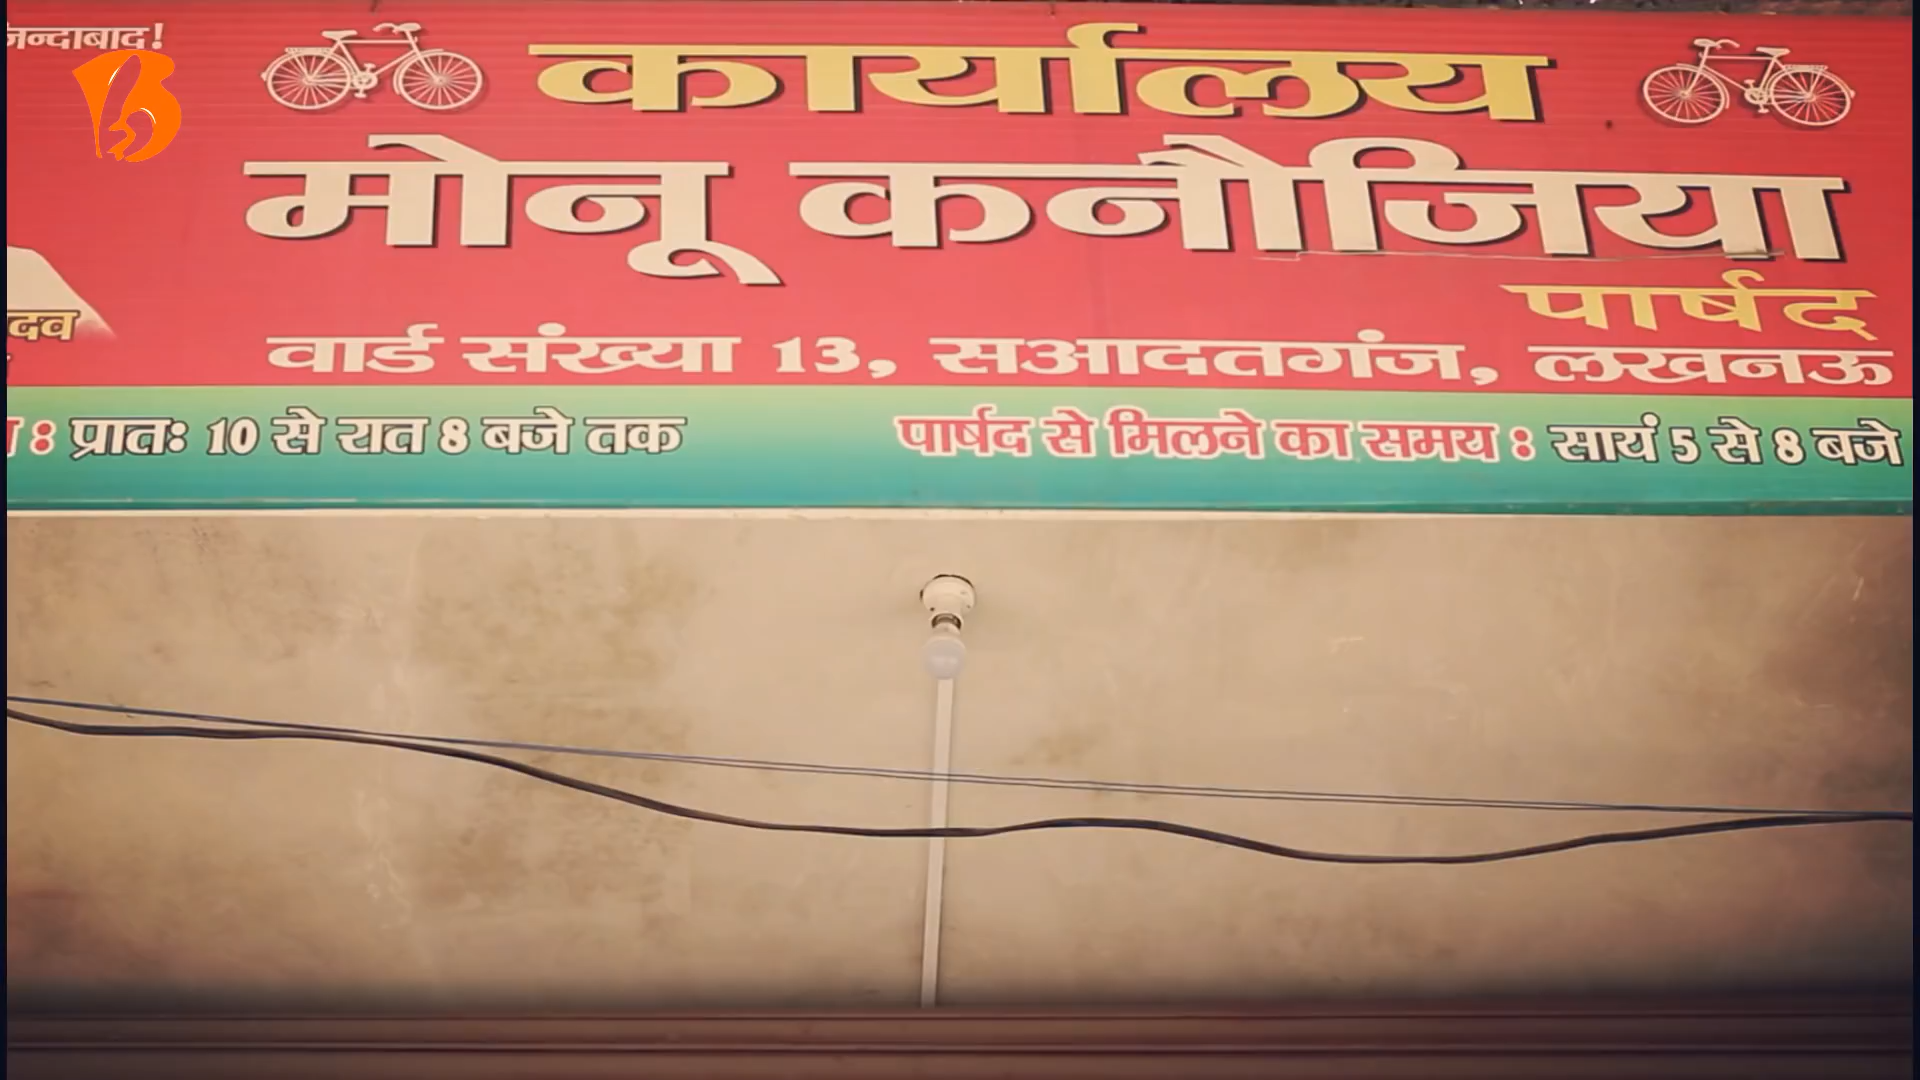 जिन्दाबाद!
कार्यालय
मोनू कनौजिया
पार्षद
वार्ड संख्या 13, सआदतगंज, लखनऊ
: प्रातः 10 से रात 8 बजे तक
पार्षद से मिलने का समय : सायं 5 से 8 बजे